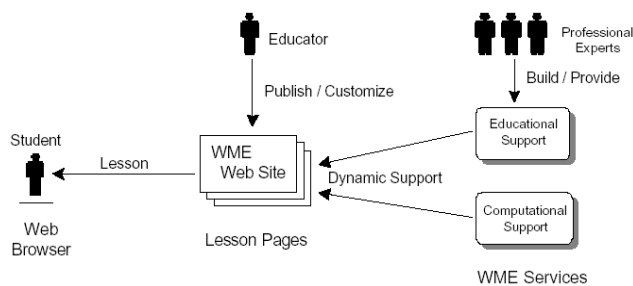 Educator
Professional
Experts
Publish / Customize
Build / Provide
Student
Lesson
WME
Web Site
Educational
Support
Dynamic Support
Computational
Support
Web
Browser
Lesson Pages
WME Services